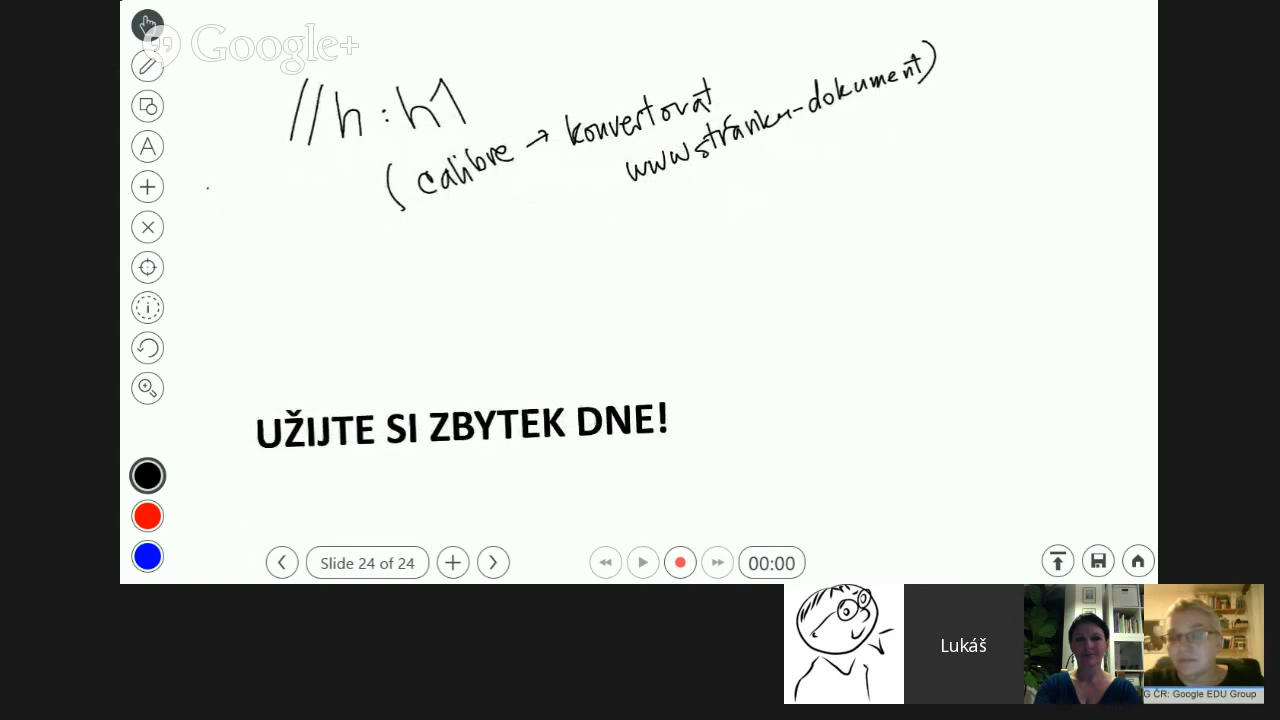 Google+
//h:h1
(calibre → konvertovat
www stránku-dokument)
UŽIJTE SI ZBYTEK DNE!
Slide 24 of 24
00:00
Lukáš
G ČR: Google EDU Group